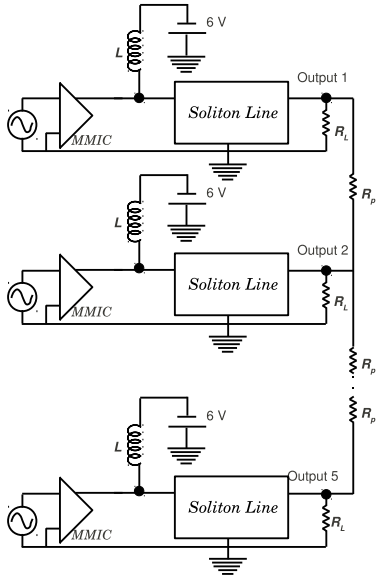 6 V
L
Output 1
Soliton Line
MMIC
R_L
R_p
6 V
L
Output 2
Soliton Line
MMIC
R_L
R_p
R_p
6 V
L
Output 5
Soliton Line
MMIC
R_L